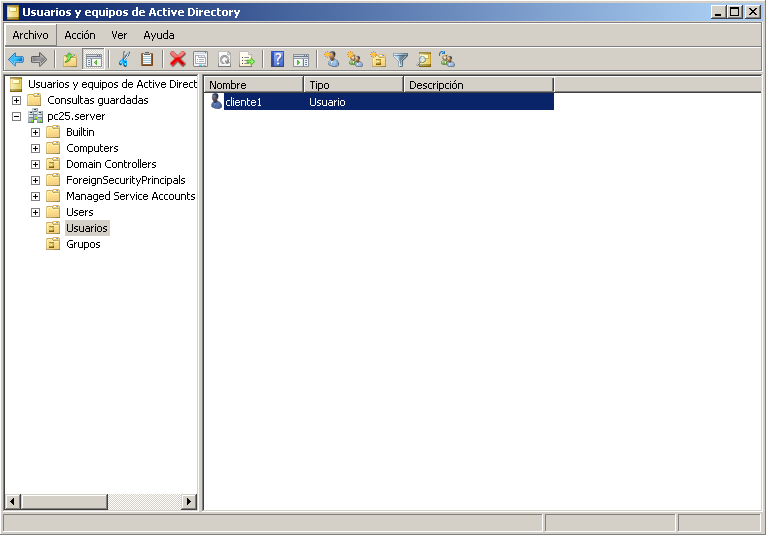 Usuarios y equipos de Active Directory
Archivo Acción Ver Ayuda
Usuarios y equipos de Active Direct
Consultas guardadas
pc25.server
Builtin
Computers
Domain Controllers
ForeignSecurityPrincipals
Managed Service Accounts
Users
Usuarios
Grupos
Nombre Tipo Descripción
cliente1 Usuario